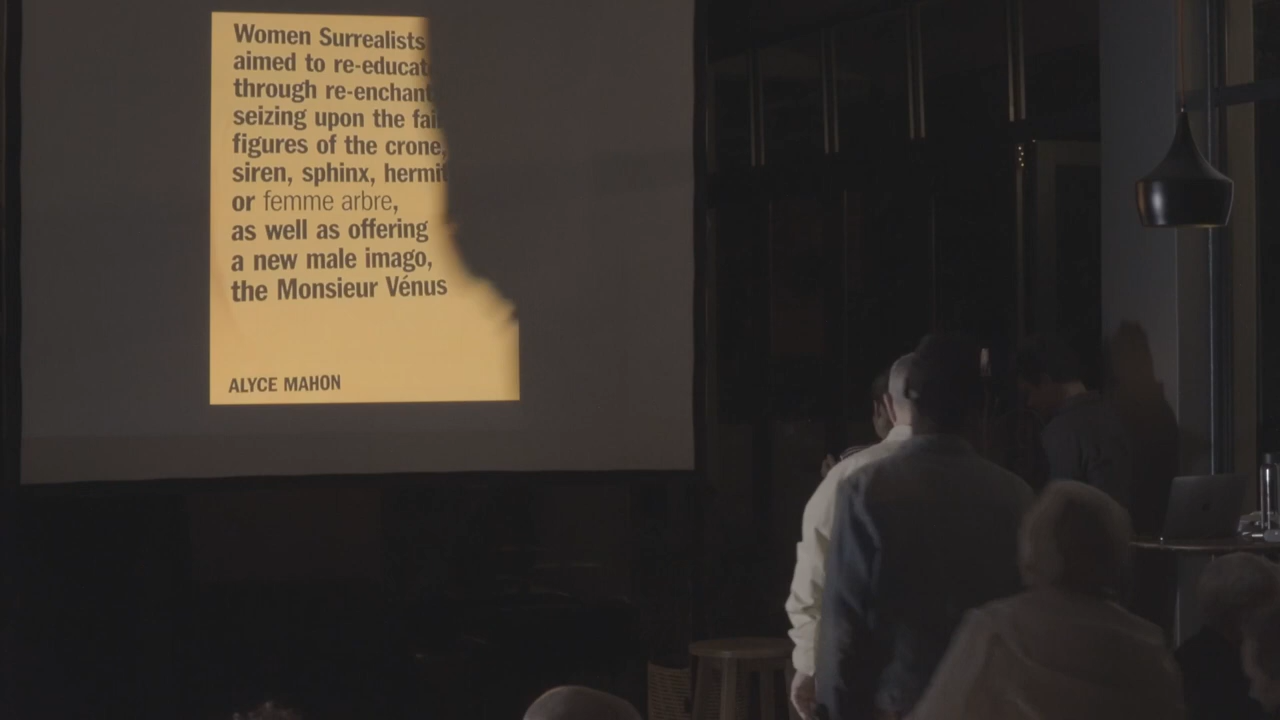 Women Surrealists
aimed to re-educat
through re-enchant
seizing upon the fai
figures of the crone,
siren, sphinx, hermit
or femme arbre,
as well as offering
a new male imago,
the Monsieur Vénus
ALYCE MAHON